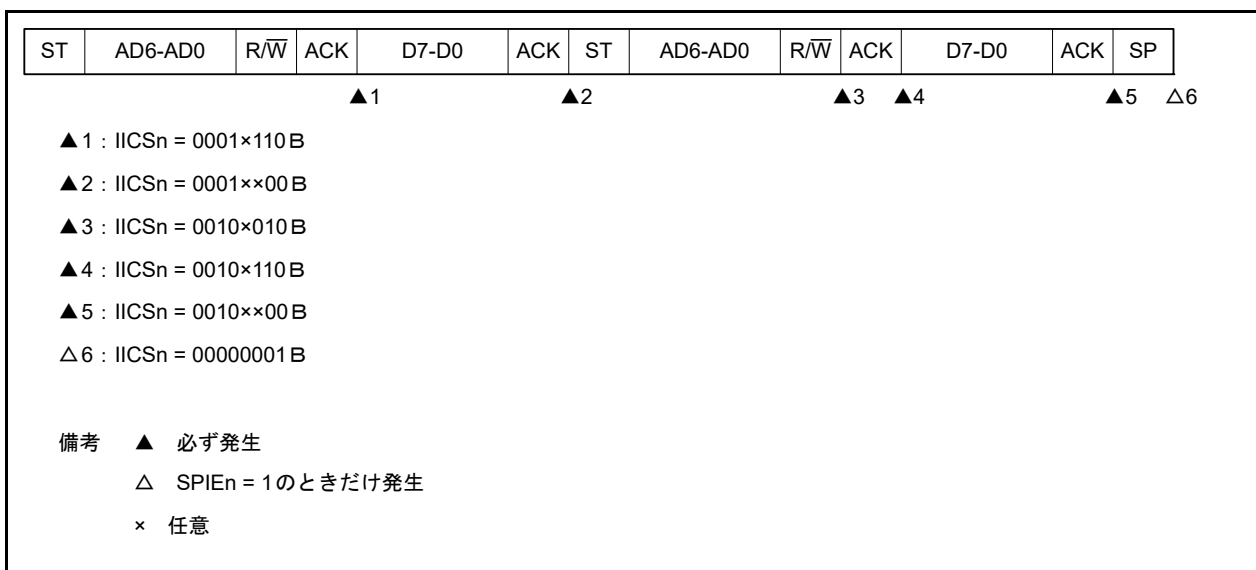 ST AD6-AD0 R/W̅ ACK D7-D0 ACK ST AD6-AD0 R/W̅ ACK D7-D0 ACK SP
▲1 ▲2 ▲3 ▲4 ▲5 △6
▲1：IICSn = 0001×110B
▲2：IICSn = 0001××00B
▲3：IICSn = 0010×010B
▲4：IICSn = 0010×110B
▲5：IICSn = 0010××00B
△6：IICSn = 00000001B
備考 ▲ 必ず発生
△ SPIEn = 1のときだけ発生
× 任意